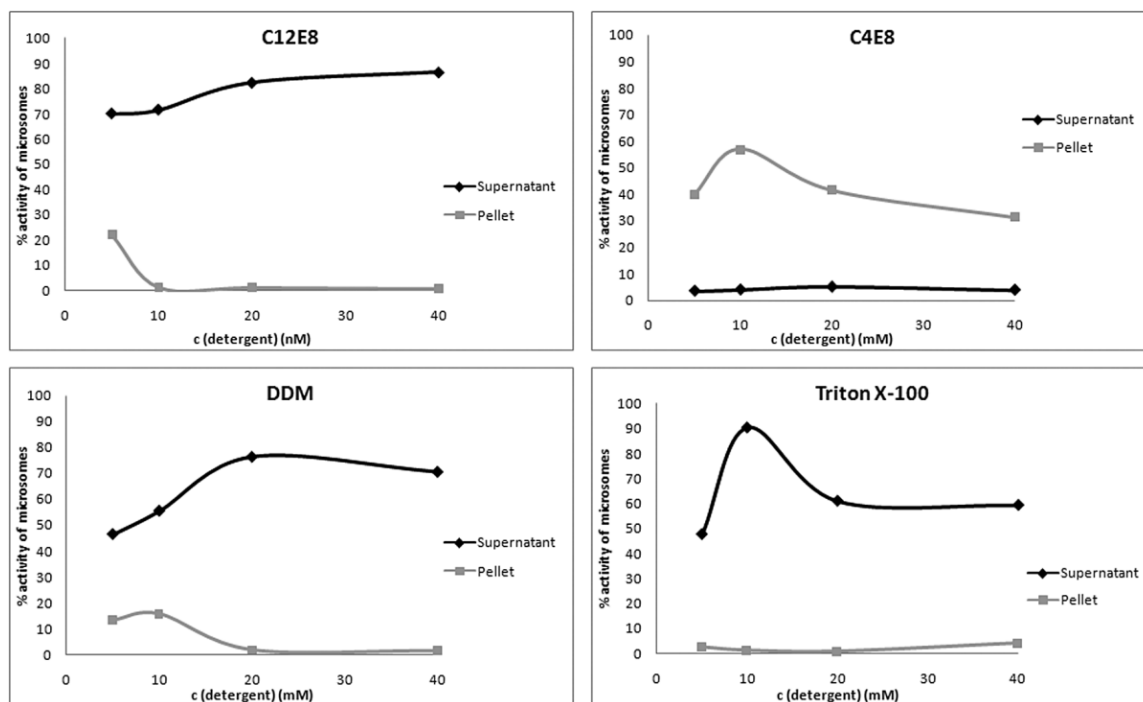 C12E8
% activity of microsomes
100
90
80
70
60
50
40
30
20
10
0
0 10 20 30 40
c (detergent) (nM)
Supernatant
Pellet
C4E8
% activity of microsomes
100
90
80
70
60
50
40
30
20
10
0
0 10 20 30 40
c (detergent) (mM)
Supernatant
Pellet
DDM
% activity of microsomes
100
90
80
70
60
50
40
30
20
10
0
0 10 20 30 40
c (detergent) (mM)
Supernatant
Pellet
Triton X-100
% activity of microsomes
100
90
80
70
60
50
40
30
20
10
0
0 10 20 30 40
c (detergent) (mM)
Supernatant
Pellet